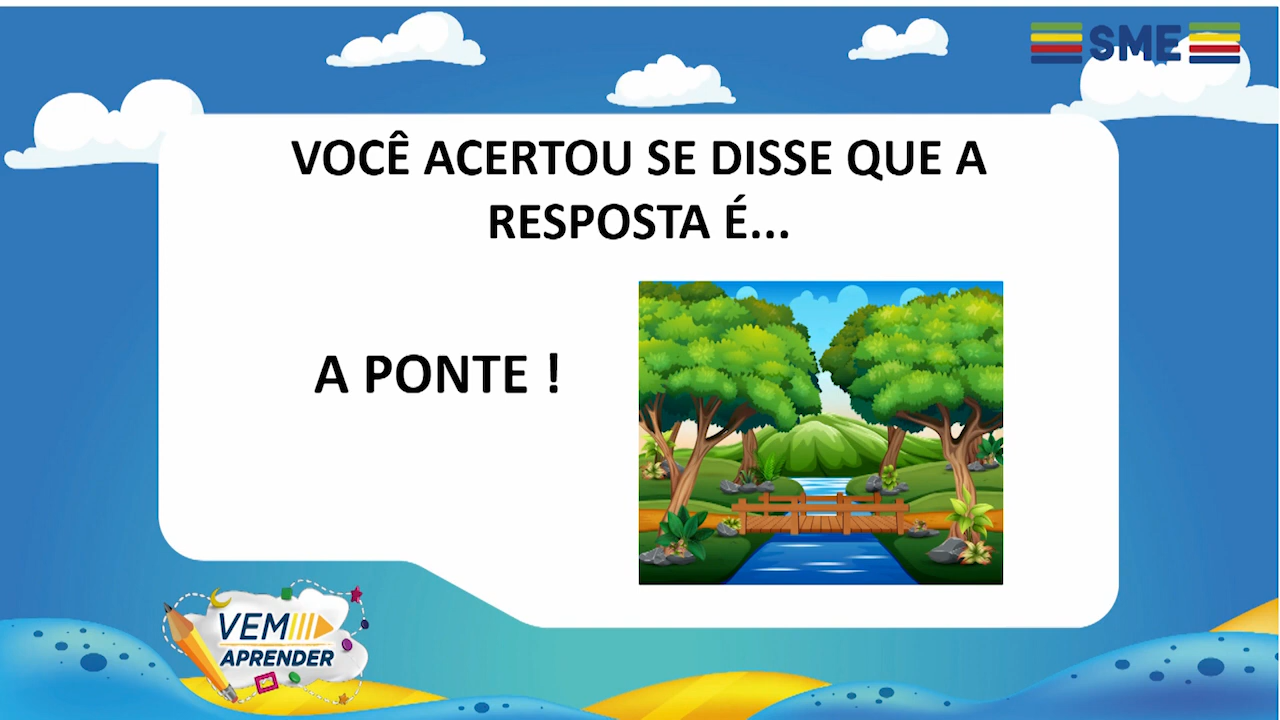 SME
VOCÊ ACERTOU SE DISSE QUE A
RESPOSTA É...
A PONTE !
VEM
APRENDER